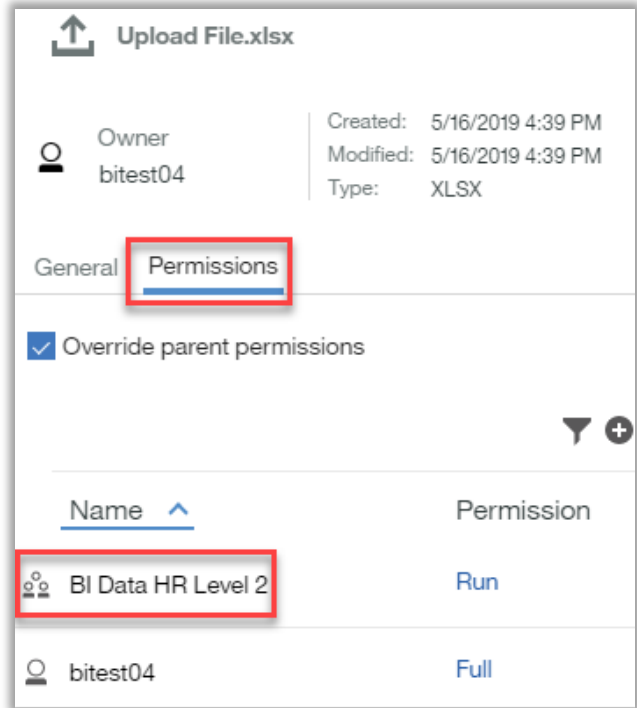 Upload File.xlsx
Owner
bitest04
Created: 5/16/2019 4:39 PM
Modified: 5/16/2019 4:39 PM
Type: XLSX
General Permissions
Override parent permissions
Name Permission
BI Data HR Level 2 Run
bitest04 Full